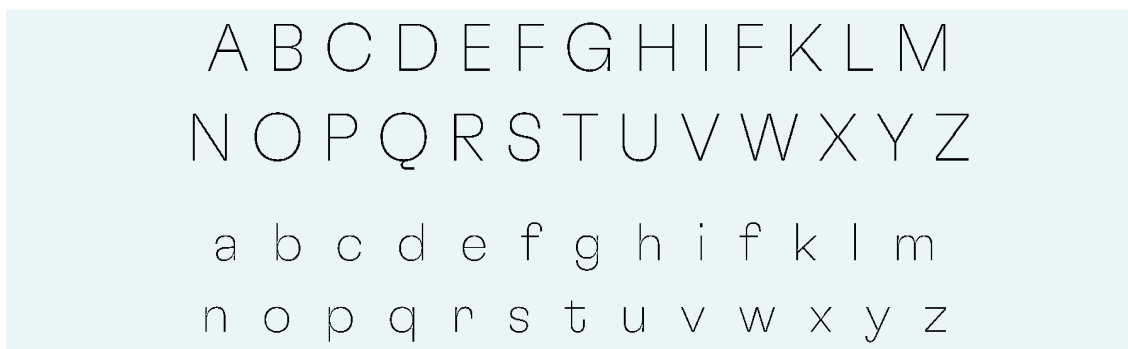 A B C D E F G H I F K L M
N O P Q R S T U V W X Y Z
a b c d e f g h i f k l m
n o p q r s t u v w x y z